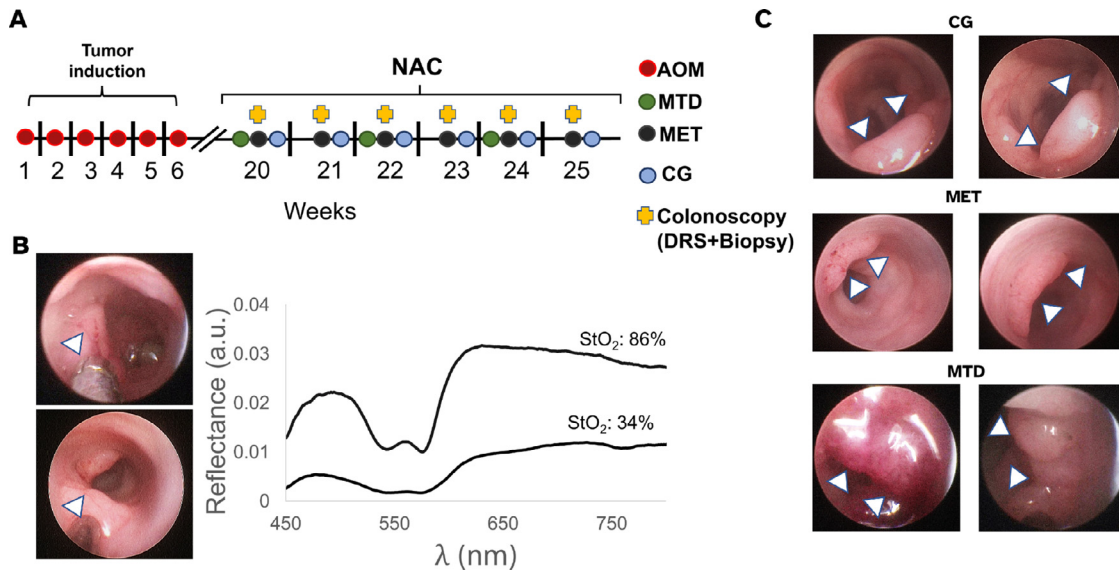 A
Tumor
induction
NAC
1 2 3 4 5 6 20 21 22 23 24 25
Weeks
AOM
MTD
MET
CG
Colonoscopy
(DRS+Biopsy)
B
0.04
0.03
0.02
0.01
0
Reflectance (a.u.)
StO₂: 86%
StO₂: 34%
450 550 650 750
λ (nm)
C
CG
MET
MTD